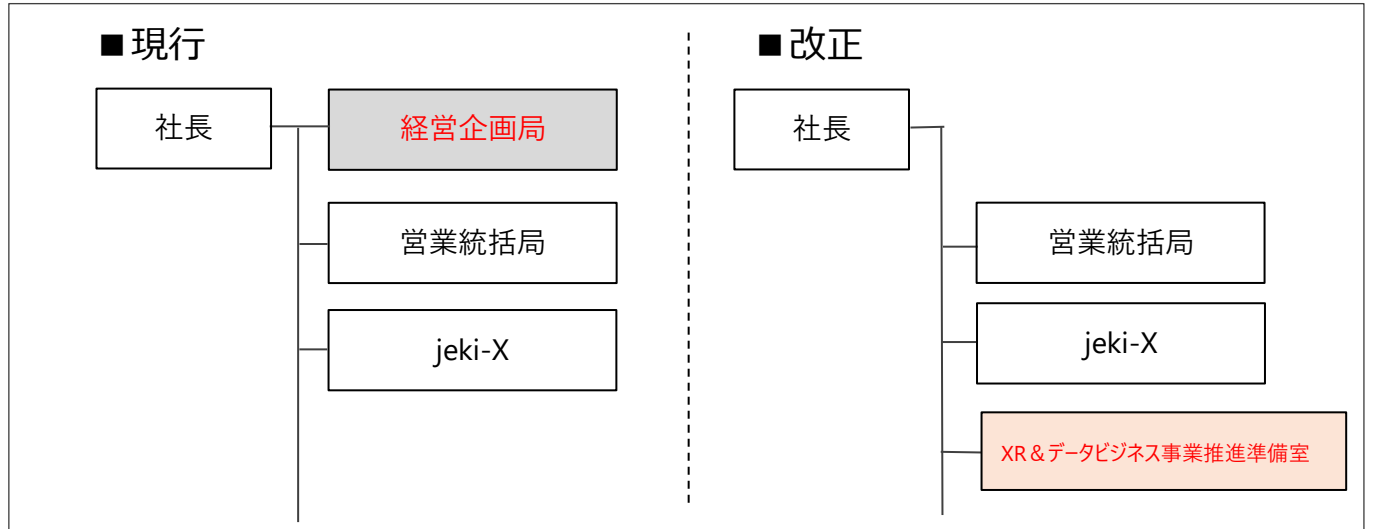 ■現行
社長
経営企画局
営業統括局
jeki-X
■改正
社長
営業統括局
jeki-X
XR＆データビジネス事業推進準備室